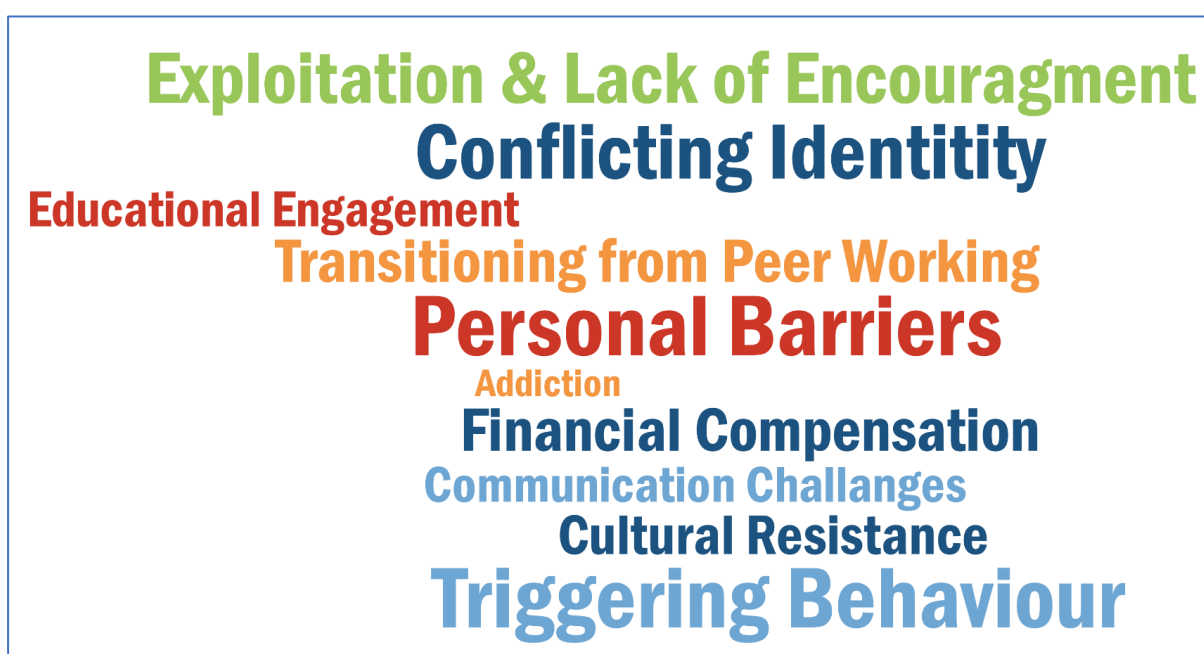 Exploitation & Lack of Encouragment
Conflicting Identitity
Educational Engagement
Transitioning from Peer Working
Personal Barriers
Addiction
Financial Compensation
Communication Challanges
Cultural Resistance
Triggering Behaviour